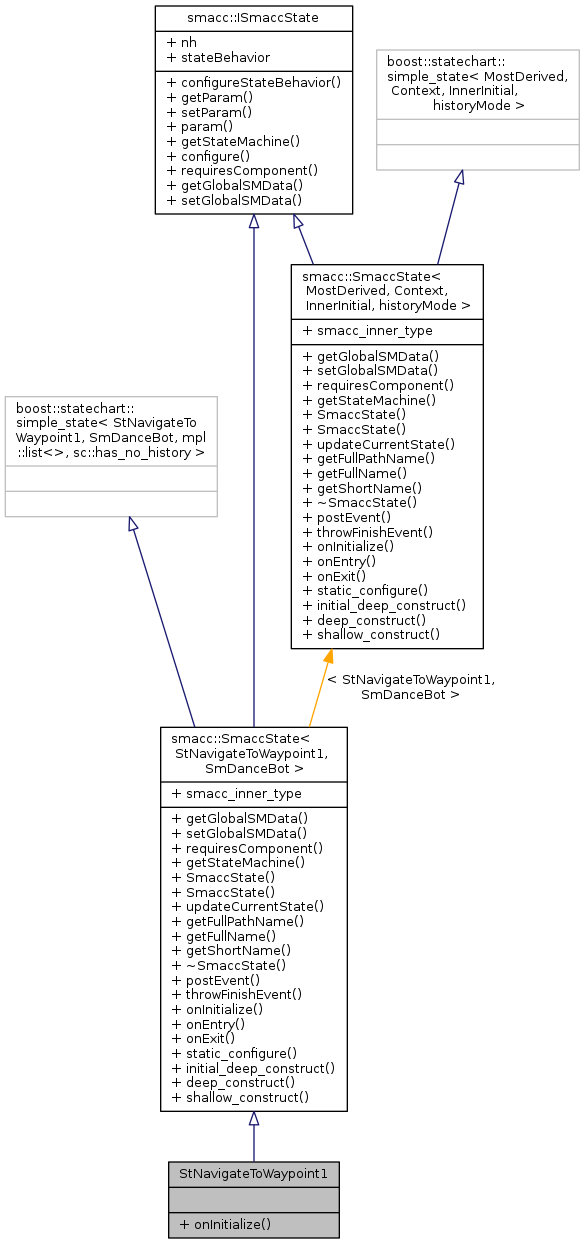 smacc::ISmaccState
+ nh
+ stateBehavior
+ configureStateBehavior()
+ getParam()
+ setParam()
+ param()
+ getStateMachine()
+ configure()
+ requiresComponent()
+ getGlobalSMData()
+ setGlobalSMData()
boost::statechart::
simple_state< MostDerived,
Context, InnerInitial,
historyMode >
smacc::SmaccState<
MostDerived, Context,
InnerInitial, historyMode >
+ smacc_inner_type
+ getGlobalSMData()
+ setGlobalSMData()
+ requiresComponent()
+ getStateMachine()
+ SmaccState()
+ SmaccState()
+ updateCurrentState()
+ getFullPathName()
+ getFullName()
+ getShortName()
+ ~SmaccState()
+ postEvent()
+ throwFinishEvent()
+ onInitialize()
+ onEntry()
+ onExit()
+ static_configure()
+ initial_deep_construct()
+ deep_construct()
+ shallow_construct()
boost::statechart::
simple_state< StNavigateTo
Waypoint1, SmDanceBot, mpl
::list<>, sc::has_no_history >
< StNavigateToWaypoint1,
SmDanceBot >
smacc::SmaccState<
StNavigateToWaypoint1,
SmDanceBot >
+ smacc_inner_type
+ getGlobalSMData()
+ setGlobalSMData()
+ requiresComponent()
+ getStateMachine()
+ SmaccState()
+ SmaccState()
+ updateCurrentState()
+ getFullPathName()
+ getFullName()
+ getShortName()
+ ~SmaccState()
+ postEvent()
+ throwFinishEvent()
+ onInitialize()
+ onEntry()
+ onExit()
+ static_configure()
+ initial_deep_construct()
+ deep_construct()
+ shallow_construct()
StNavigateToWaypoint1
+ onInitialize()